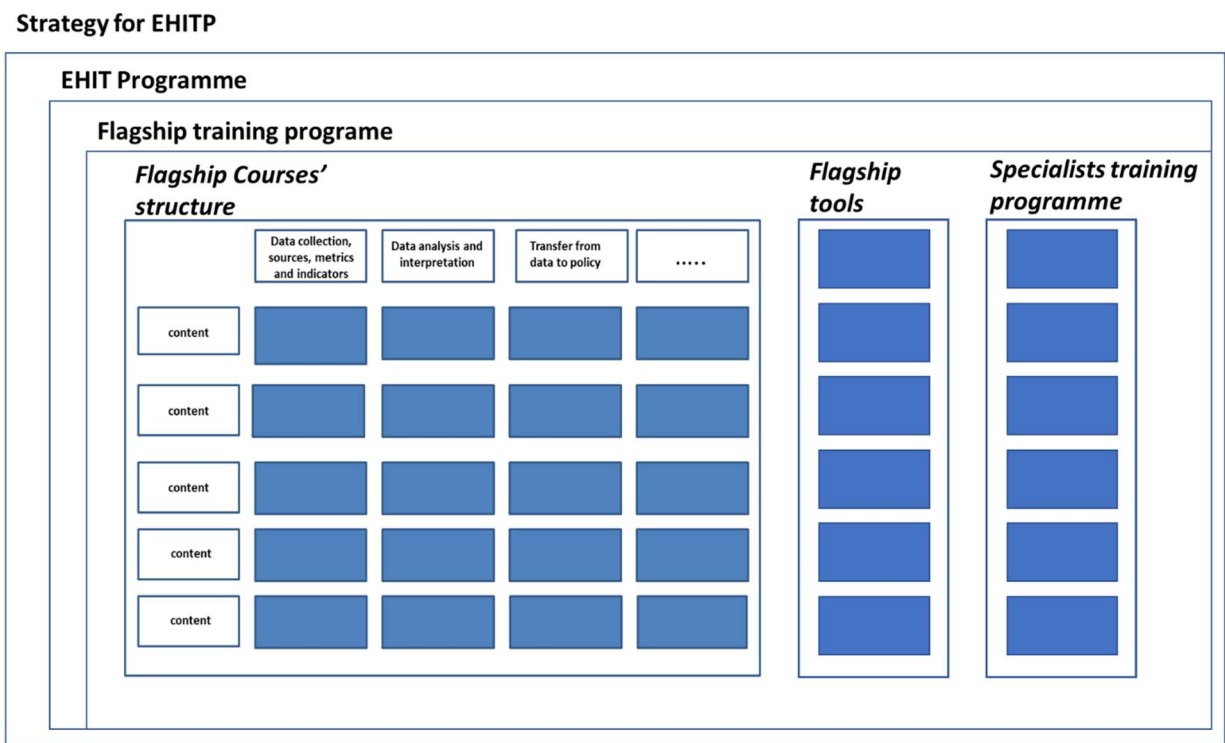 Strategy for EHITP
EHIT Programme
Flagship training programe
Flagship Courses'
structure
Flagship
tools
Specialists training
programme
Data collection,
sources, metrics
and indicators
Data analysis and
interpretation
Transfer from
data to policy
.....
content
content
content
content
content